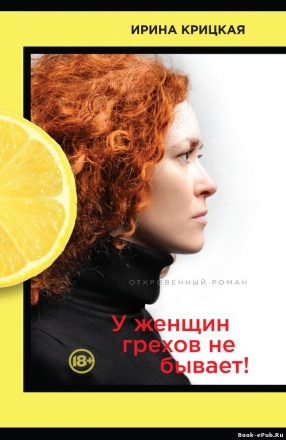 ИРИНА КРИЦКАЯ
ОТКРОВЕННЫЙ РОМАН
У женщин
грехов не
бывает!
18+
Book-ePub.Ru